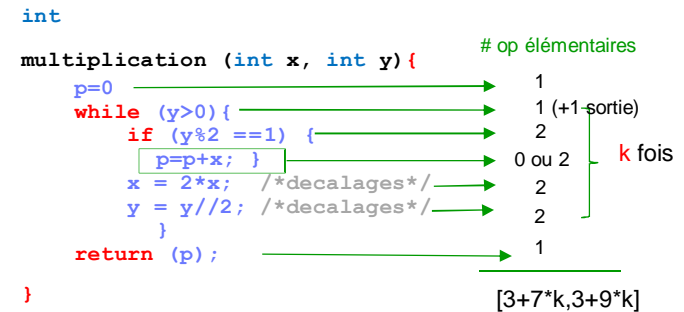 int
# op élémentaires
multiplication (int x, int y){
p=0 1
while (y>0){ 1 (+1 sortie)
if (y%2 ==1) { 2
p=p+x; } 0 ou 2 k fois
x = 2*x; /*decalages*/ 2
y = y//2; /*decalages*/ 2
}
return (p); 1
} [3+7*k,3+9*k]